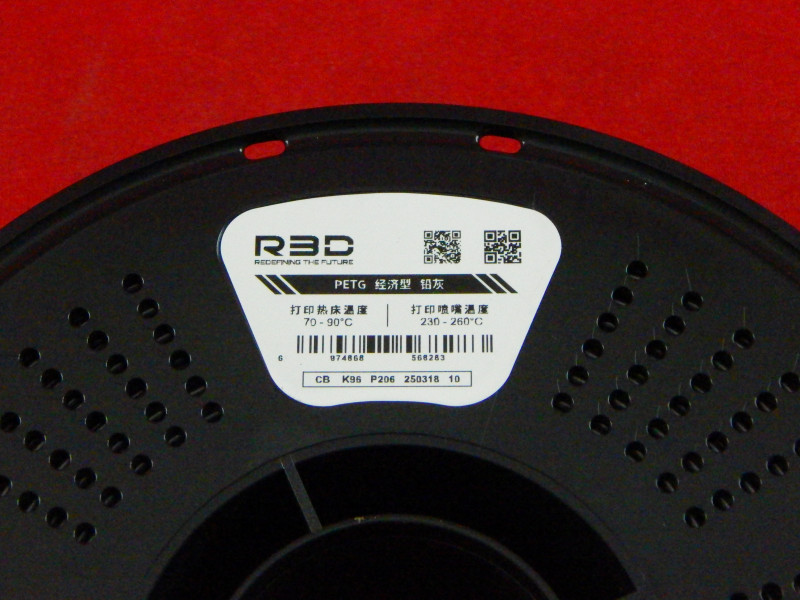 R3D
REDEFINING THE FUTURE
PETG 经济型 铅灰
打印热床温度
70 - 90°C
打印喷嘴温度
230 - 260°C
6 974868 568283
CB K96 P206 250318 10